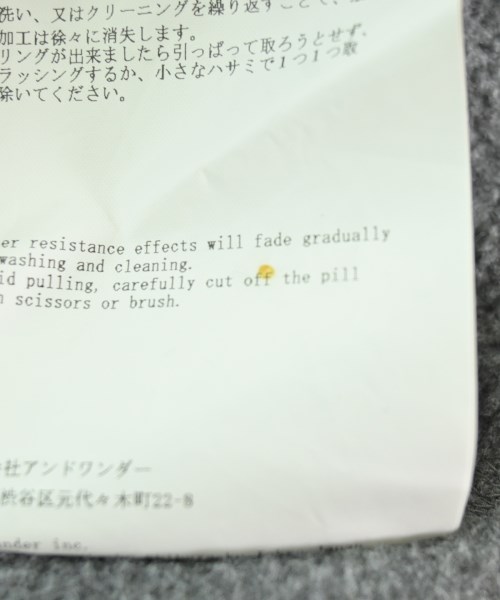 洗い、又はクリーニングを繰り返すことで、
加工は徐々に消失します。
リングが出来ましたら引っぱって取ろうとせず、
ラッシングするか、小さなハサミで1つ1つ取
除いてください。
er resistance effects will fade gradually
washing and cleaning.
id pulling, carefully cut off the pill
h scissors or brush.
社アンドワンダー
渋谷区元代々木町22-8
nder inc.